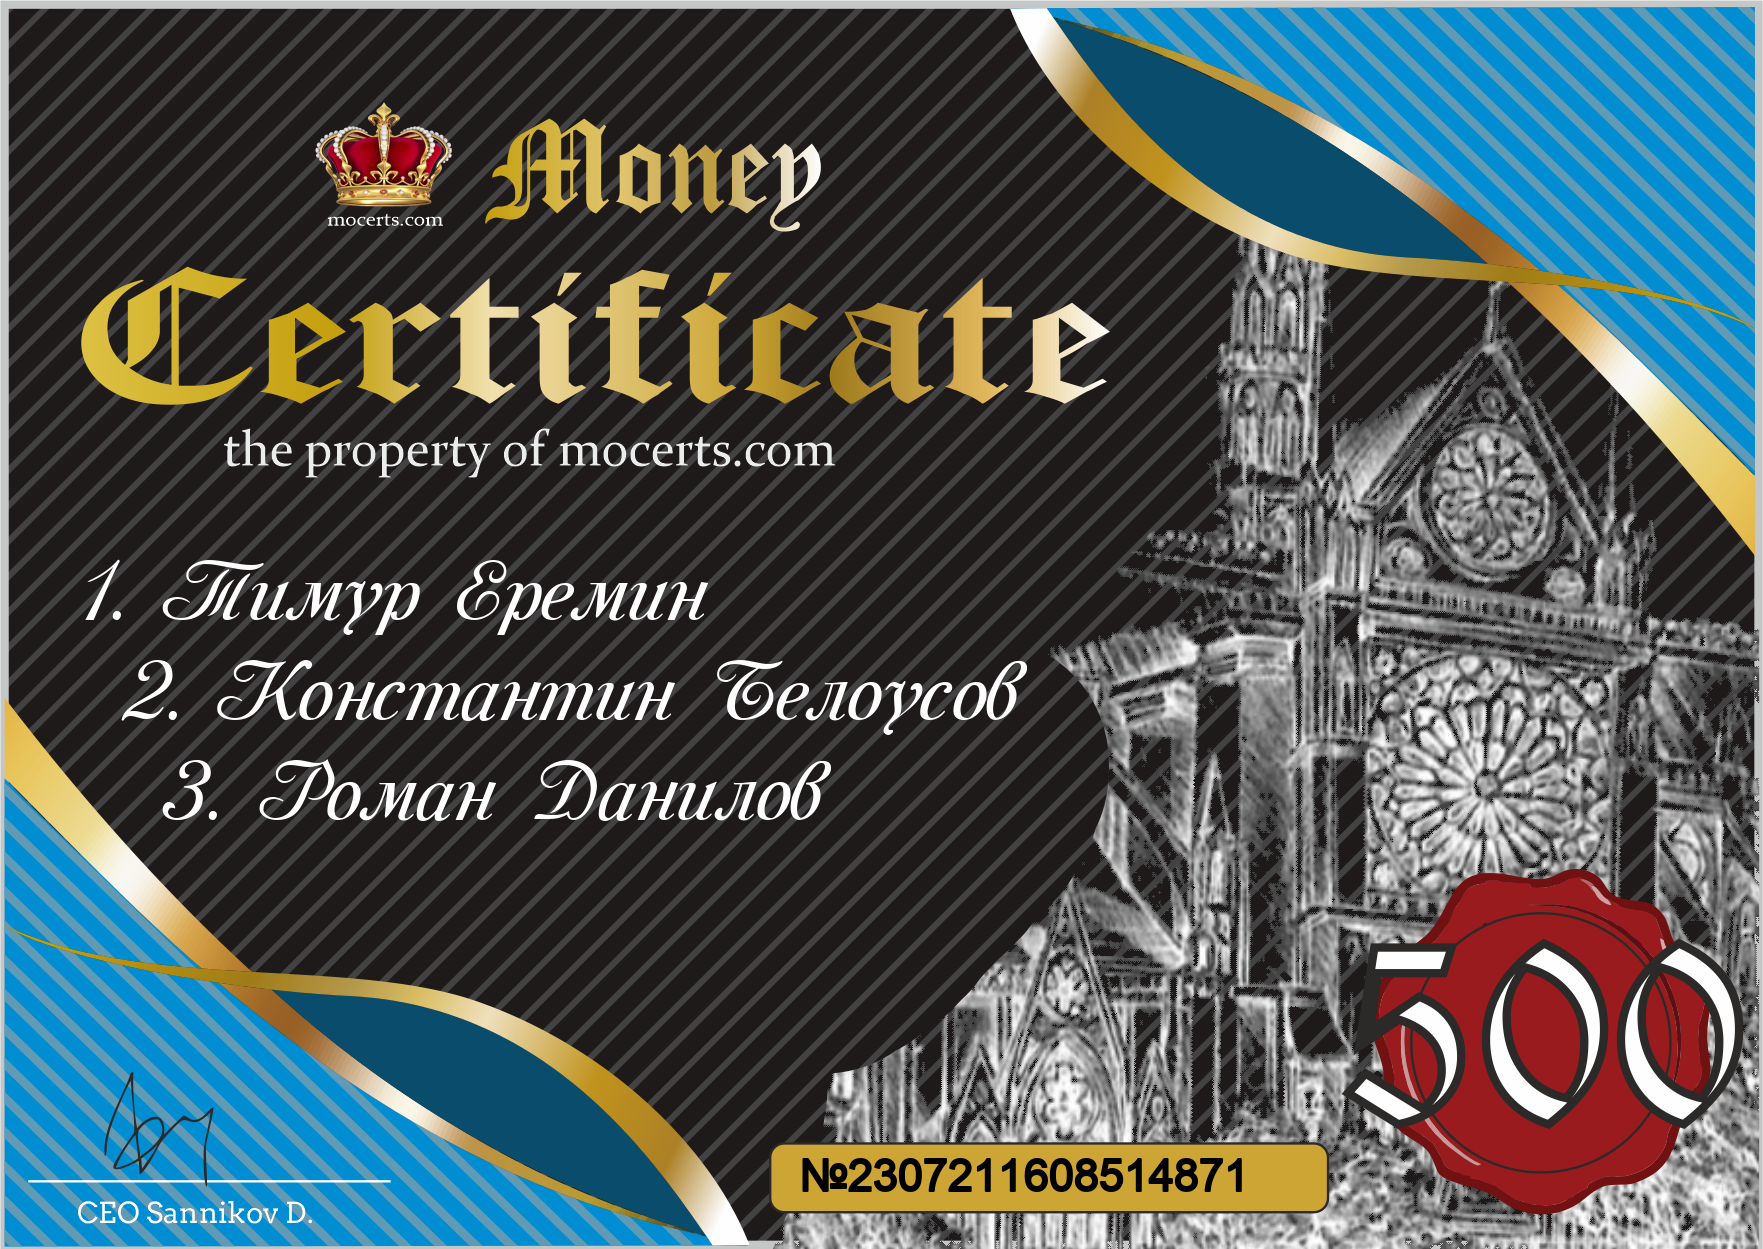 mocerts.com
Money
Certificate
the property of mocerts.com
1. Тимур Еремин
2. Константин Белоусов
3. Роман Данилов
500
№2307211608514871
CEO Sannikov D.